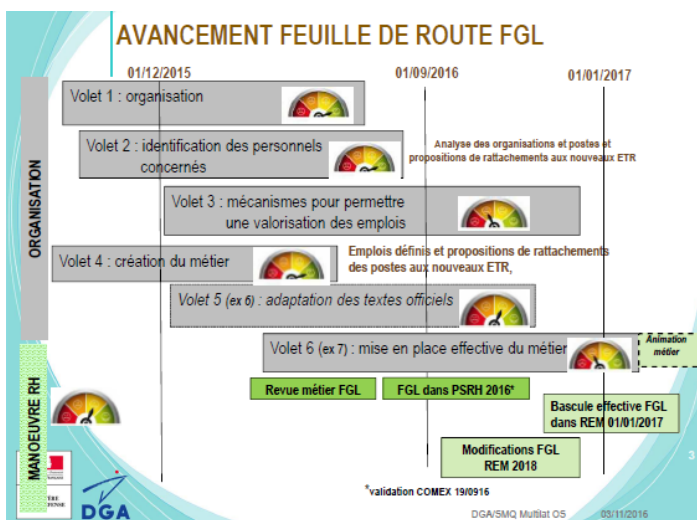 AVANCEMENT FEUILLE DE ROUTE FGL
01/12/2015
01/09/2016
01/01/2017
ORGANISATION
Volet 1 : organisation
Volet 2 : identification des personnels
concernés
Analyse des organisations et postes et
propositions de rattachements aux nouveaux ETR
Volet 3 : mécanismes pour permettre
une valorisation des emplois
Volet 4 : création du métier
Emplois définis et propositions de rattachements
des postes aux nouveaux ETR,
Volet 5 (ex 6) : adaptation des textes officiels
Volet 6 (ex 7) : mise en place effective du métier
Animation
métier
MANOEUVRE RH
Revue métier FGL
FGL dans PSRH 2016*
Bascule effective FGL
dans REM 01/01/2017
Modifications FGL
REM 2018
3
*validation COMEX 19/0916
DGA
DGA/SMQ Multilat OS
03/11/2016